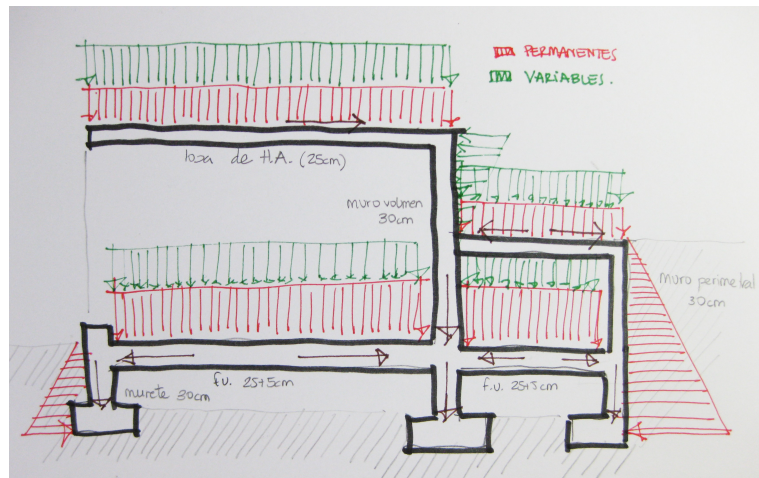 PERMANENTES
VARIABLES.
losa de H.A. (25cm)
muro volumen
30cm
muro perimetral
30cm
f.u. 25+5cm
f.u. 25+5cm
murete 30cm